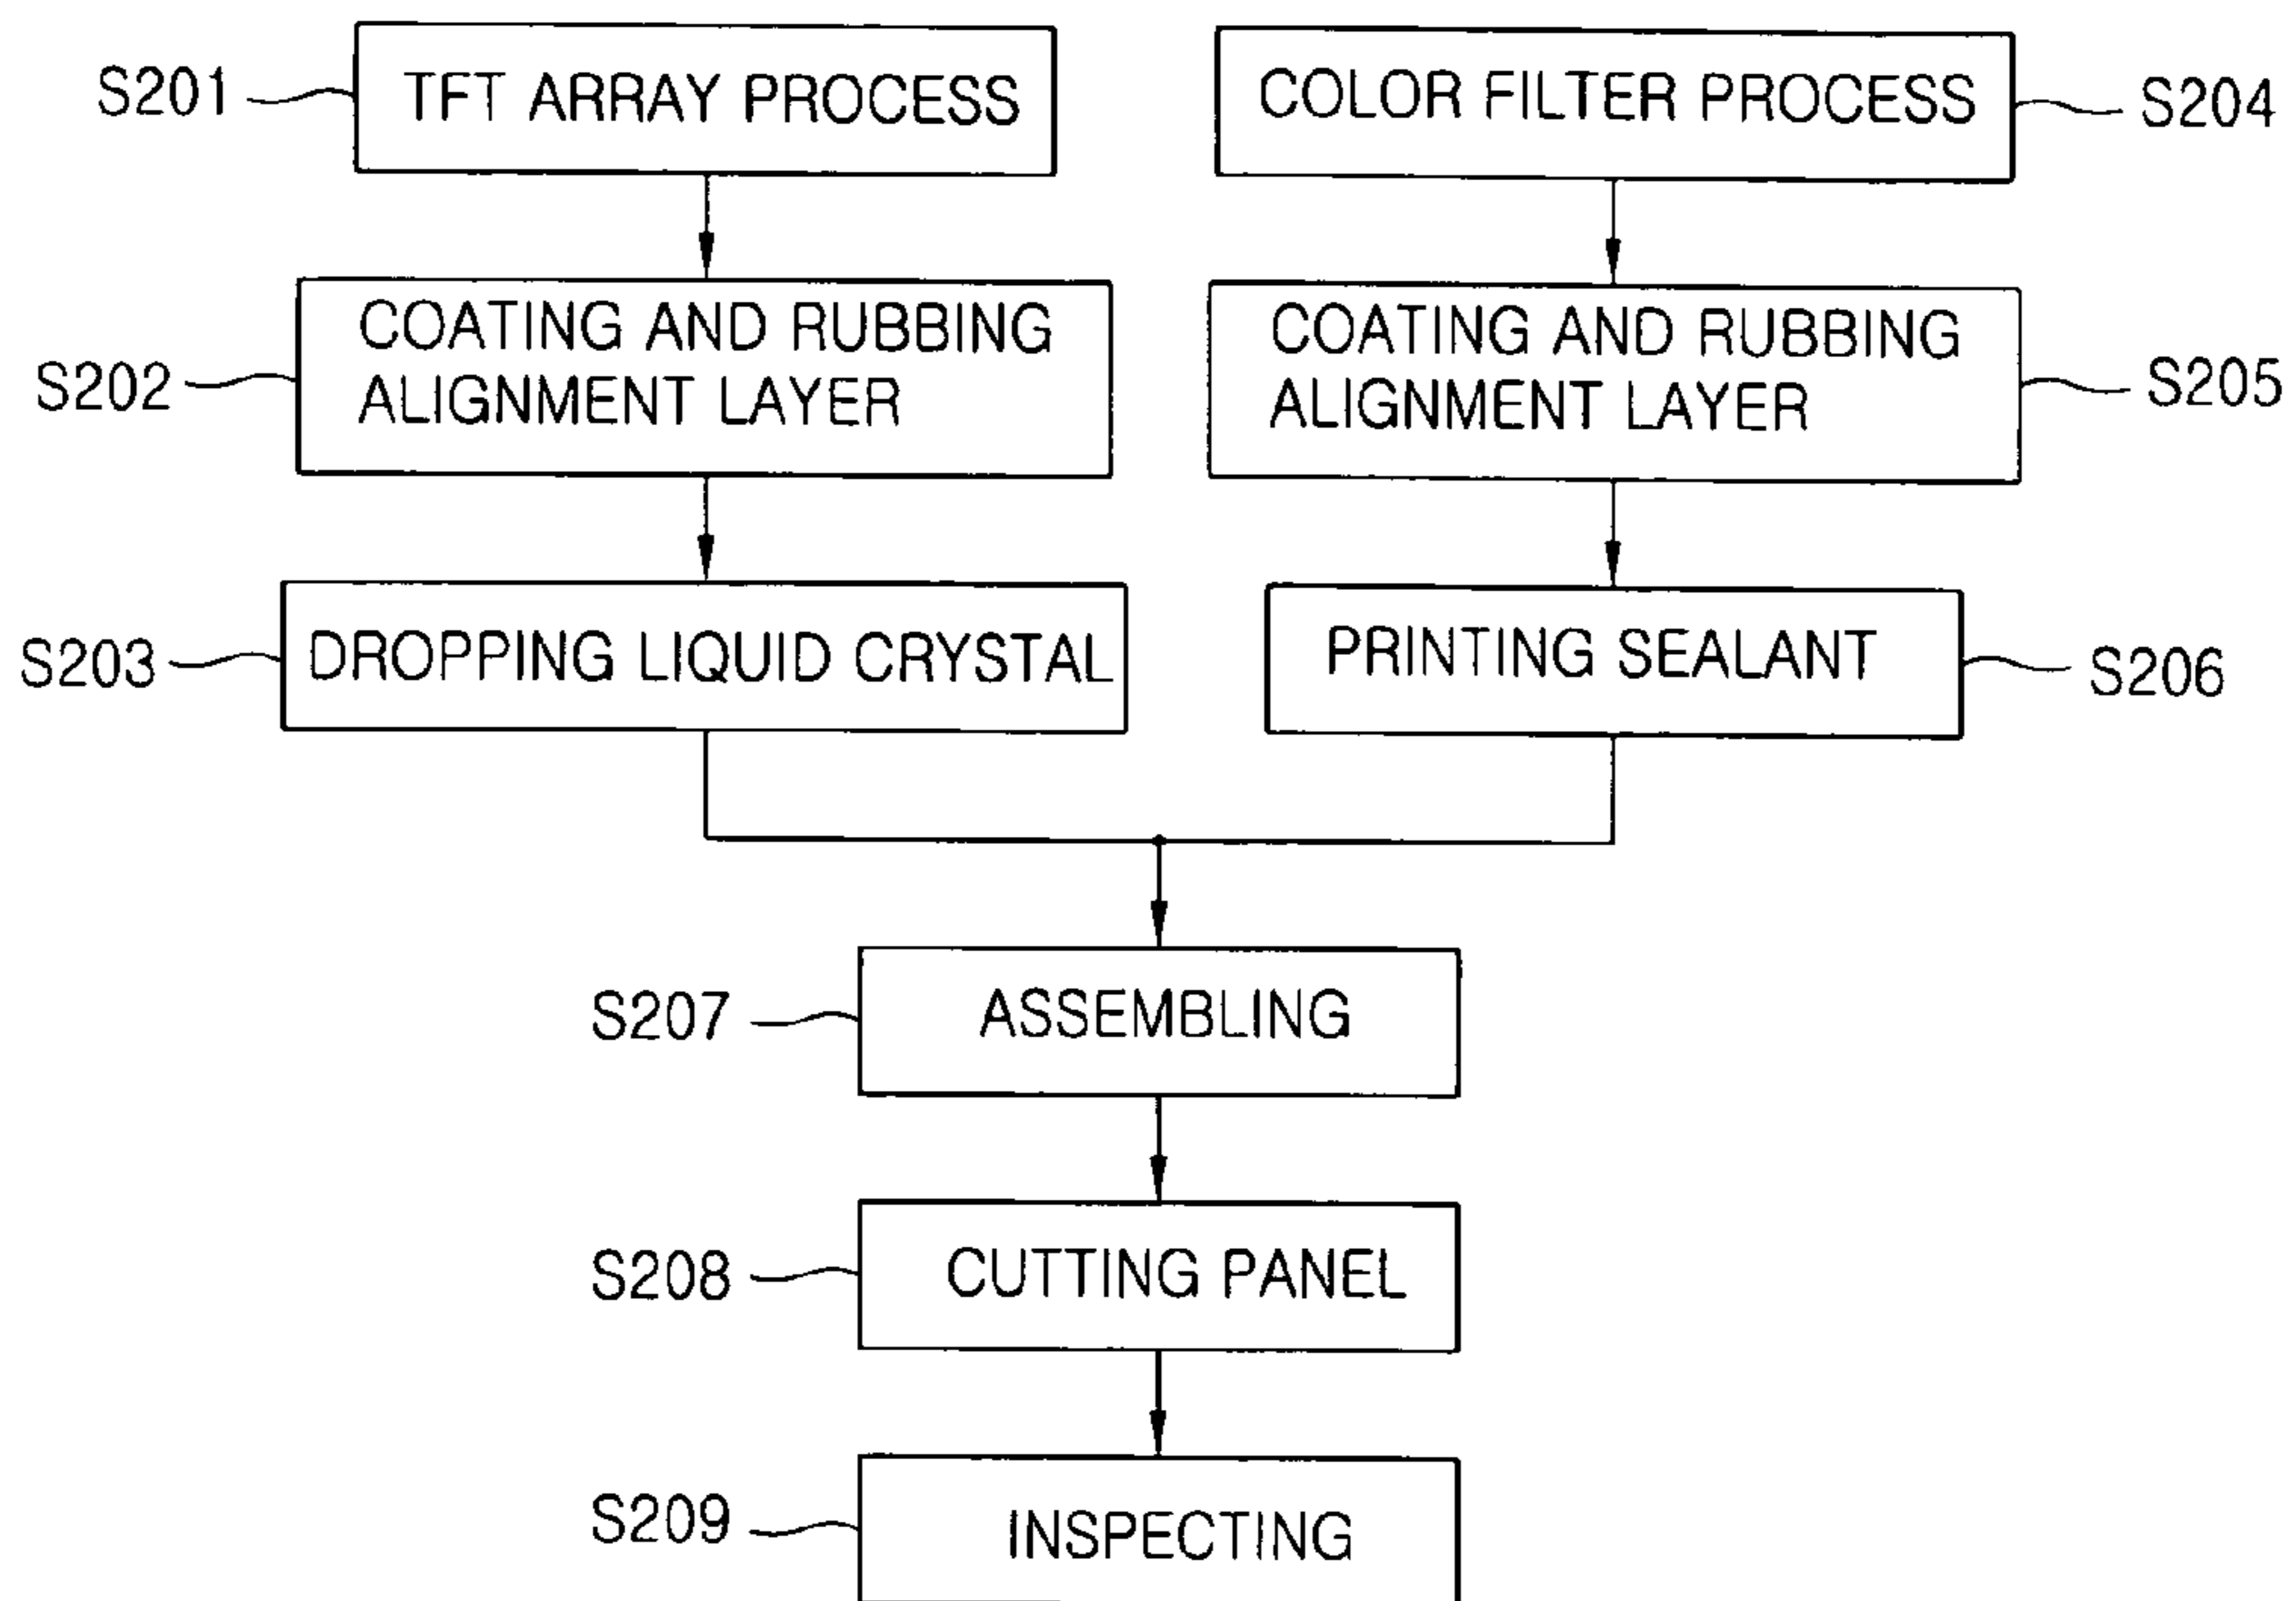 S201
TFT ARRAY PROCESS
COLOR FILTER PROCESS
S204
S202
COATING AND RUBBING
ALIGNMENT LAYER
COATING AND RUBBING
ALIGNMENT LAYER
S205
S203
DROPPING LIQUID CRYSTAL
PRINTING SEALANT
S206
S207
ASSEMBLING
S208
CUTTING PANEL
S209
INSPECTING